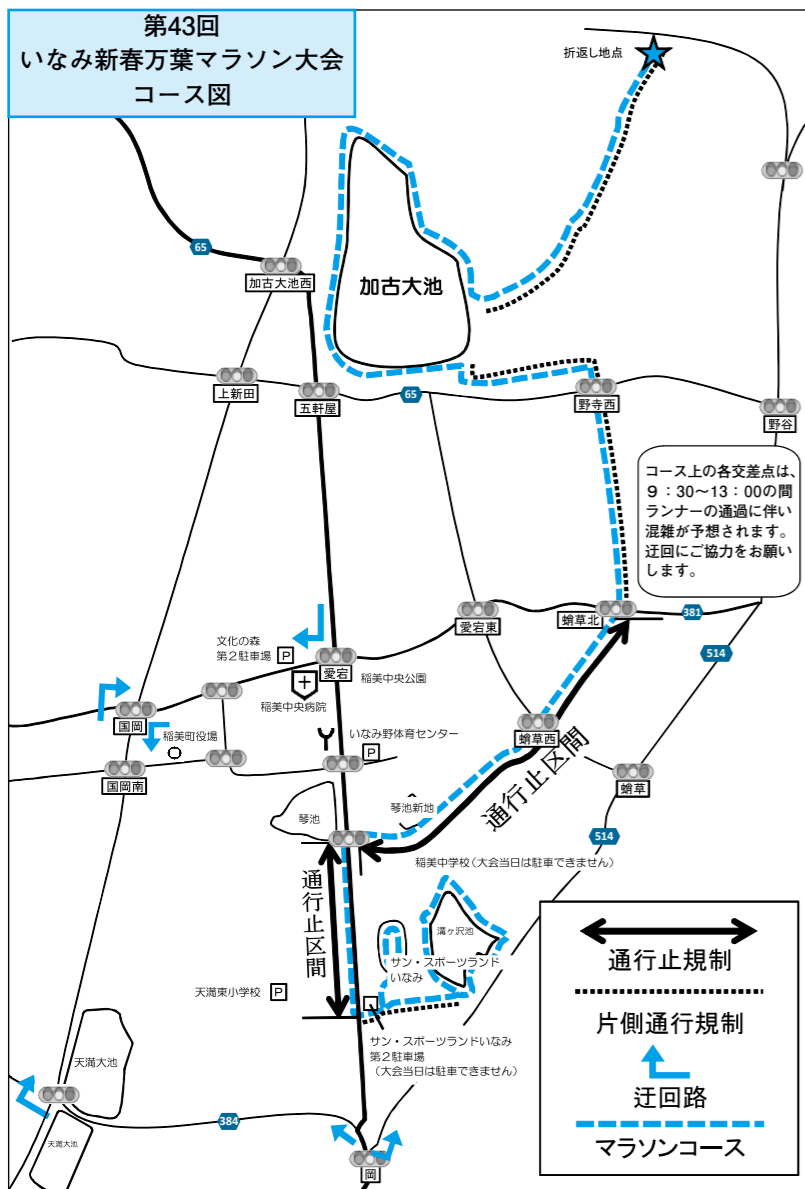 第43回
いなみ新春万葉マラソン大会
コース図
折返し地点
65
加古大池西
加古大池
上新田
五軒屋
65
野寺西
野谷
コース上の各交差点は、
9：30～13：00の間
ランナーの通過に伴い
混雑が予想されます。
迂回にご協力をお願い
します。
愛宕東
蛸草北
381
514
文化の森
第2駐車場
P
愛宕
稲美中央公園
稲美中央病院
国岡
稲美町役場
いなみ野体育センター
P
蛸草西
国岡南
蛸草
通行止区間
琴池
琴池新地
514
稲美中学校(大会当日は駐車できません)
通行止区間
溝ヶ沢池
サン・スポーツランド
いなみ
天満東小学校
P
サン・スポーツランドいなみ
第2駐車場
(大会当日は駐車できません)
天満大池
天満大池
384
岡
通行止規制
片側通行規制
迂回路
マラソンコース